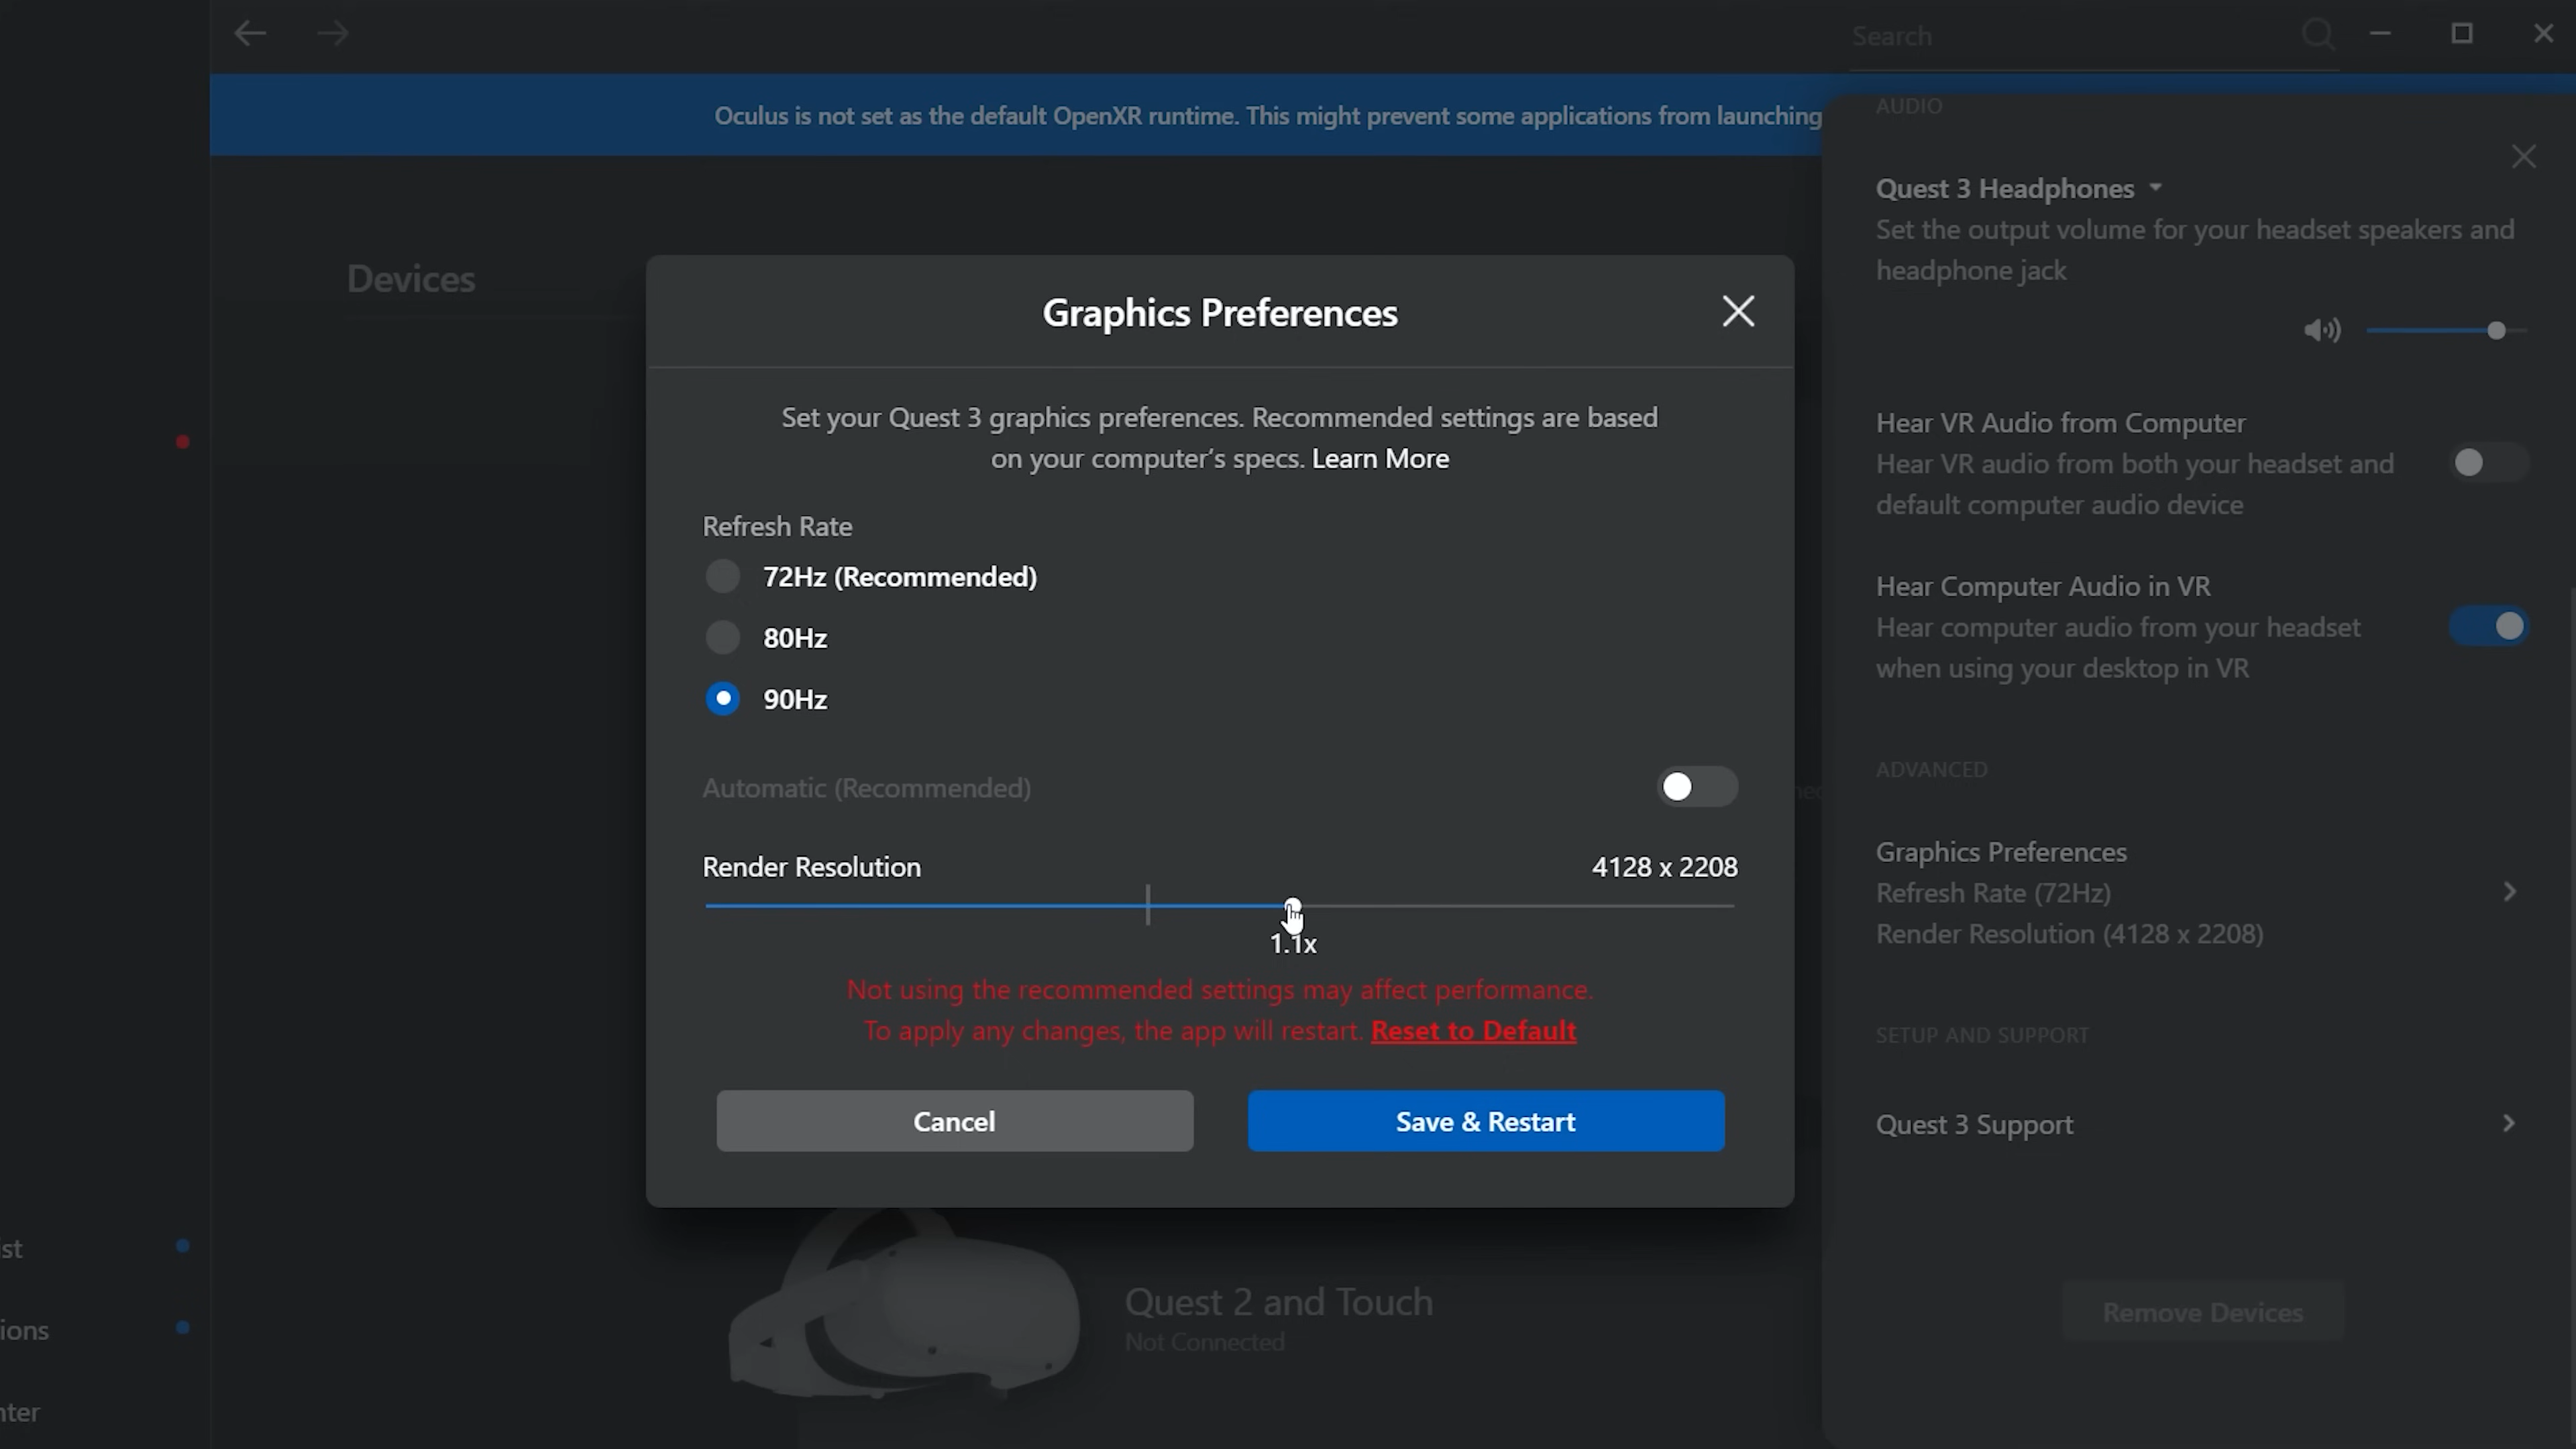 Search
Oculus is not set as the default OpenXR runtime. This might prevent some applications from launching
AUDIO
Quest 3 Headphones
Set the output volume for your headset speakers and
headphone jack
Hear VR Audio from Computer
Hear VR audio from both your headset and
default computer audio device
Hear Computer Audio in VR
Hear computer audio from your headset
when using your desktop in VR
ADVANCED
Graphics Preferences
Refresh Rate (72Hz)
Render Resolution (4128 x 2208)
SETUP AND SUPPORT
Quest 3 Support
Remove Devices
Devices
Graphics Preferences
Set your Quest 3 graphics preferences. Recommended settings are based
on your computer's specs. Learn More
Refresh Rate
72Hz (Recommended)
80Hz
90Hz
Automatic (Recommended)
Render Resolution 4128 x 2208
1.1x
Not using the recommended settings may affect performance.
To apply any changes, the app will restart. Reset to Default
Cancel Save & Restart
Quest 2 and Touch
Not Connected
st
ions
nter